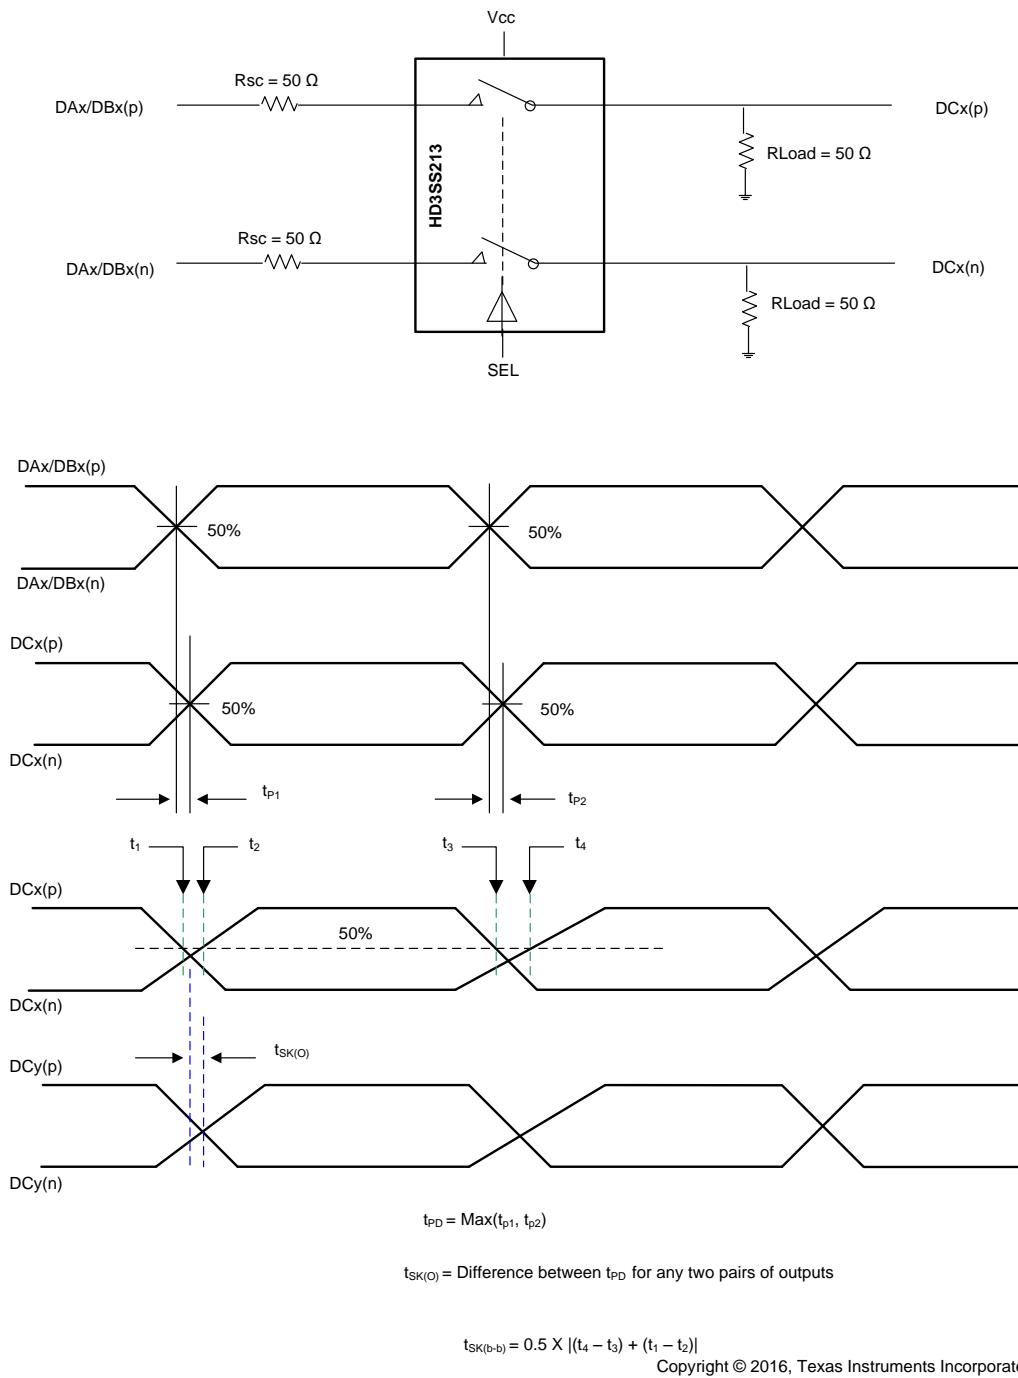 Vcc
Rsc = 50 Ω
DAx/DBx(p)
DCx(p)
RLoad = 50 Ω
HD3SS213
Rsc = 50 Ω
DAx/DBx(n)
DCx(n)
RLoad = 50 Ω
SEL
DAx/DBx(p)
50%
50%
DAx/DBx(n)
DCx(p)
50%
50%
DCx(n)
tP1
tP2
t1
t2
t3
t4
DCx(p)
50%
DCx(n)
tSK(O)
DCy(p)
DCy(n)
tPD = Max(tp1, tp2)
tSK(O) = Difference between tPD for any two pairs of outputs
tSK(b-b) = 0.5 X |(t4 – t3) + (t1 – t2)|
Copyright © 2016, Texas Instruments Incorporate